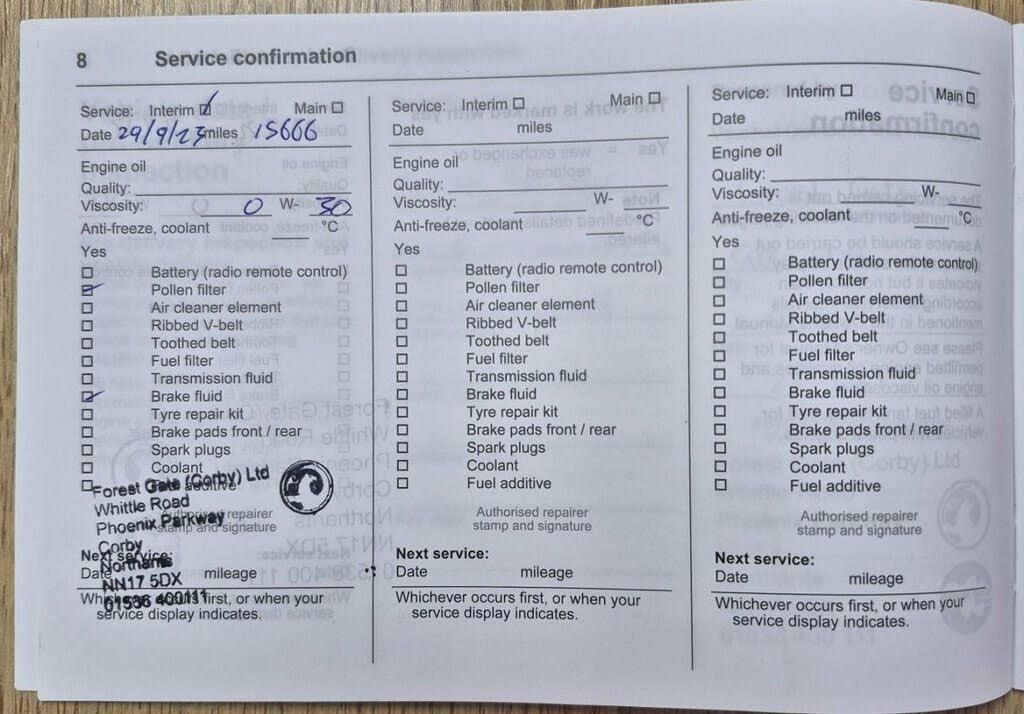 8 Service confirmation
Service: Interim ☑ Main ☐
Date 29/9/23 miles 15666
Engine oil
Quality:
Viscosity: 0 W- 30
Anti-freeze, coolant °C
Yes
☐ Battery (radio remote control)
☑ Pollen filter
☐ Air cleaner element
☐ Ribbed V-belt
☐ Toothed belt
☐ Fuel filter
☐ Transmission fluid
☑ Brake fluid
☐ Tyre repair kit
☐ Brake pads front / rear
☐ Spark plugs
☐ Coolant
☐ Fuel additive
Forest Gate (Corby) Ltd
Whittle Road
Phoenix Parkway
Corby
Northants
NN17 5DX
01536 400111
Authorised repairer
stamp and signature
Next service:
Date mileage
Whichever occurs first, or when your
service display indicates.
Service: Interim ☐ Main ☐
Date miles
Engine oil
Quality:
Viscosity: W-
Anti-freeze, coolant °C
Yes
☐ Battery (radio remote control)
☐ Pollen filter
☐ Air cleaner element
☐ Ribbed V-belt
☐ Toothed belt
☐ Fuel filter
☐ Transmission fluid
☐ Brake fluid
☐ Tyre repair kit
☐ Brake pads front / rear
☐ Spark plugs
☐ Coolant
☐ Fuel additive
Authorised repairer
stamp and signature
Next service:
Date mileage
Whichever occurs first, or when your
service display indicates.
Service: Interim ☐ Main ☐
Date miles
Engine oil
Quality:
Viscosity: W-
Anti-freeze, coolant °C
Yes
☐ Battery (radio remote control)
☐ Pollen filter
☐ Air cleaner element
☐ Ribbed V-belt
☐ Toothed belt
☐ Fuel filter
☐ Transmission fluid
☐ Brake fluid
☐ Tyre repair kit
☐ Brake pads front / rear
☐ Spark plugs
☐ Coolant
☐ Fuel additive
Authorised repairer
stamp and signature
Next service:
Date mileage
Whichever occurs first, or when your
service display indicates.